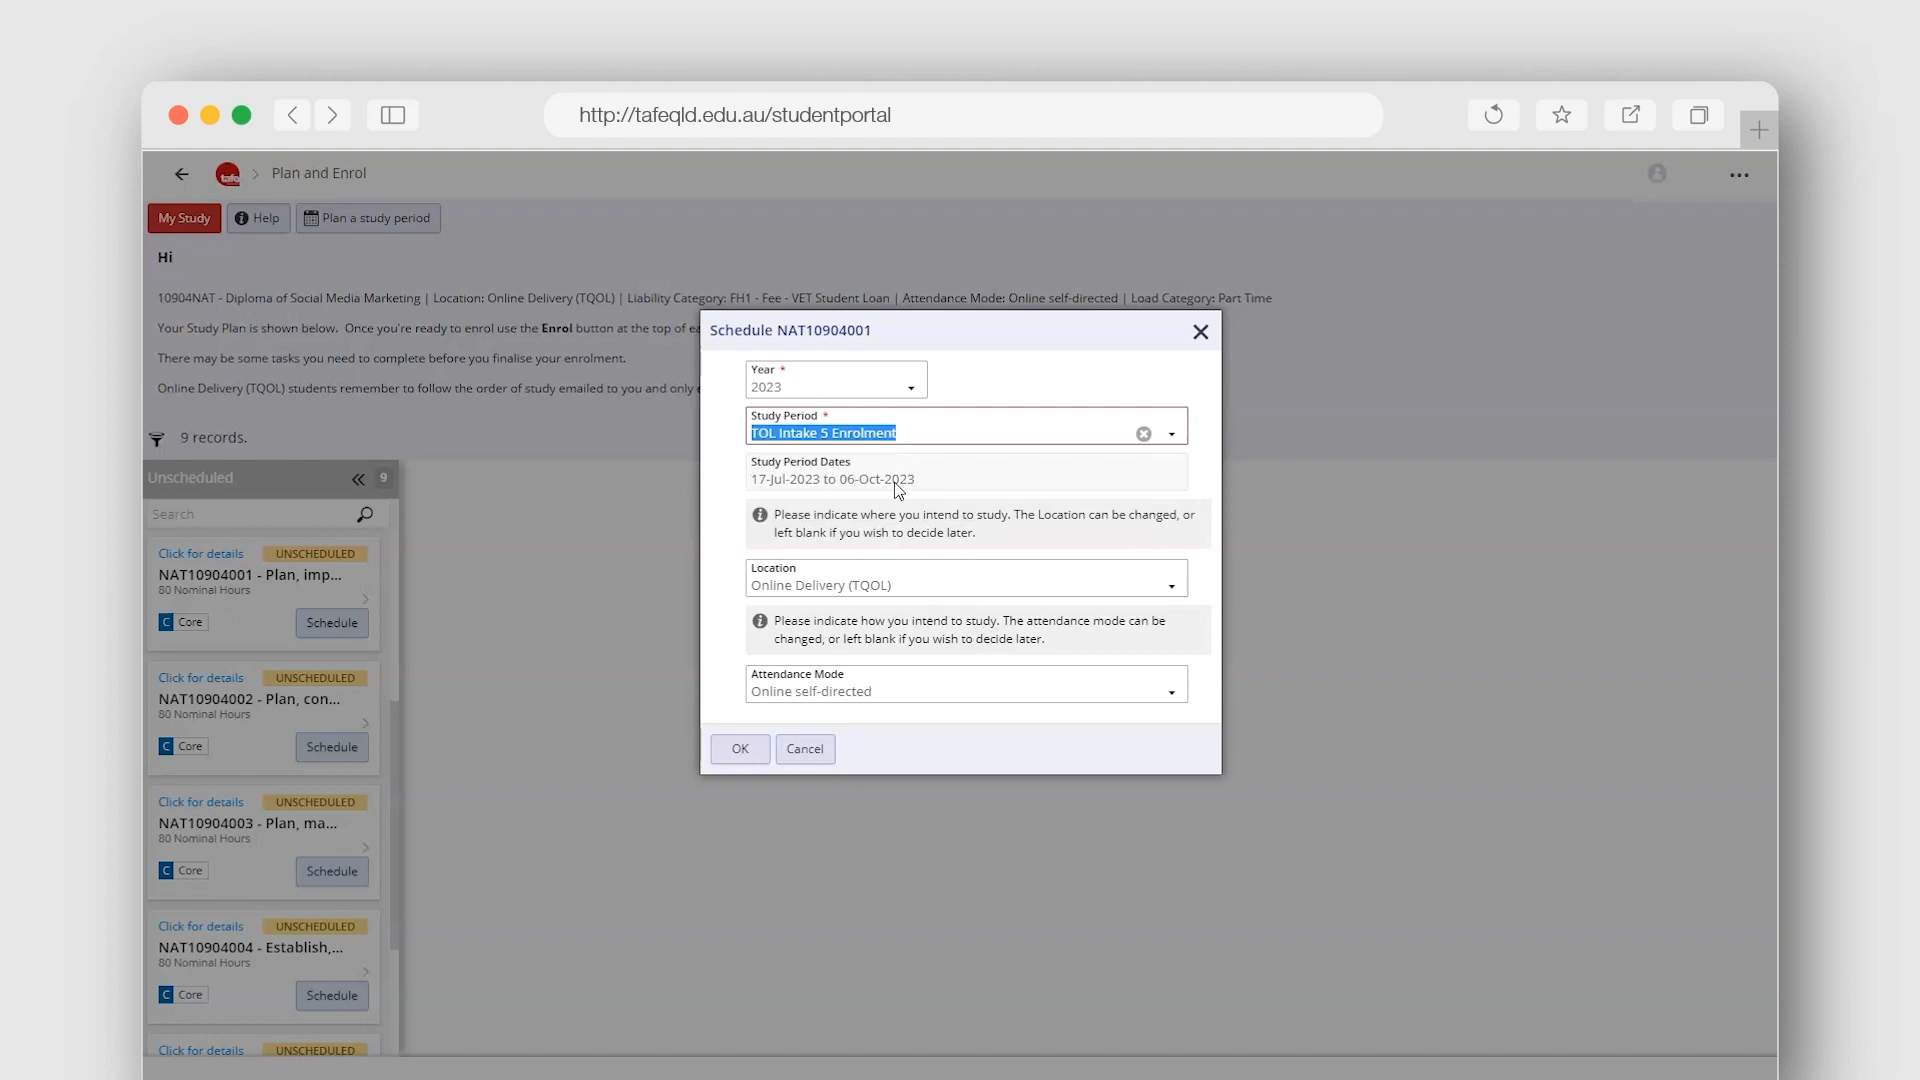 http://tafeqld.edu.au/studentportal
tafe
Plan and Enrol
My Study
Help
Plan a study period
Hi
10904NAT - Diploma of Social Media Marketing | Location: Online Delivery (TQOL) | Liability Category: FH1 - Fee - VET Student Loan | Attendance Mode: Online self-directed | Load Category: Part Time
Your Study Plan is shown below. Once you're ready to enrol use the Enrol button at the top of
There may be some tasks you need to complete before you finalise your enrolment.
Online Delivery (TQOL) students remember to follow the order of study emailed to you and only
9 records.
Unscheduled
9
Search
Click for details UNSCHEDULED
NAT10904001 - Plan, imp...
80 Nominal Hours
C Core Schedule
Click for details UNSCHEDULED
NAT10904002 - Plan, con...
80 Nominal Hours
C Core Schedule
Click for details UNSCHEDULED
NAT10904003 - Plan, ma...
80 Nominal Hours
C Core Schedule
Click for details UNSCHEDULED
NAT10904004 - Establish,...
80 Nominal Hours
C Core Schedule
Click for details UNSCHEDULED
Schedule NAT10904001
Year *
2023
Study Period *
TOL Intake 5 Enrolment
Study Period Dates
17-Jul-2023 to 06-Oct-2023
Please indicate where you intend to study. The Location can be changed, or
left blank if you wish to decide later.
Location
Online Delivery (TQOL)
Please indicate how you intend to study. The attendance mode can be
changed, or left blank if you wish to decide later.
Attendance Mode
Online self-directed
OK
Cancel